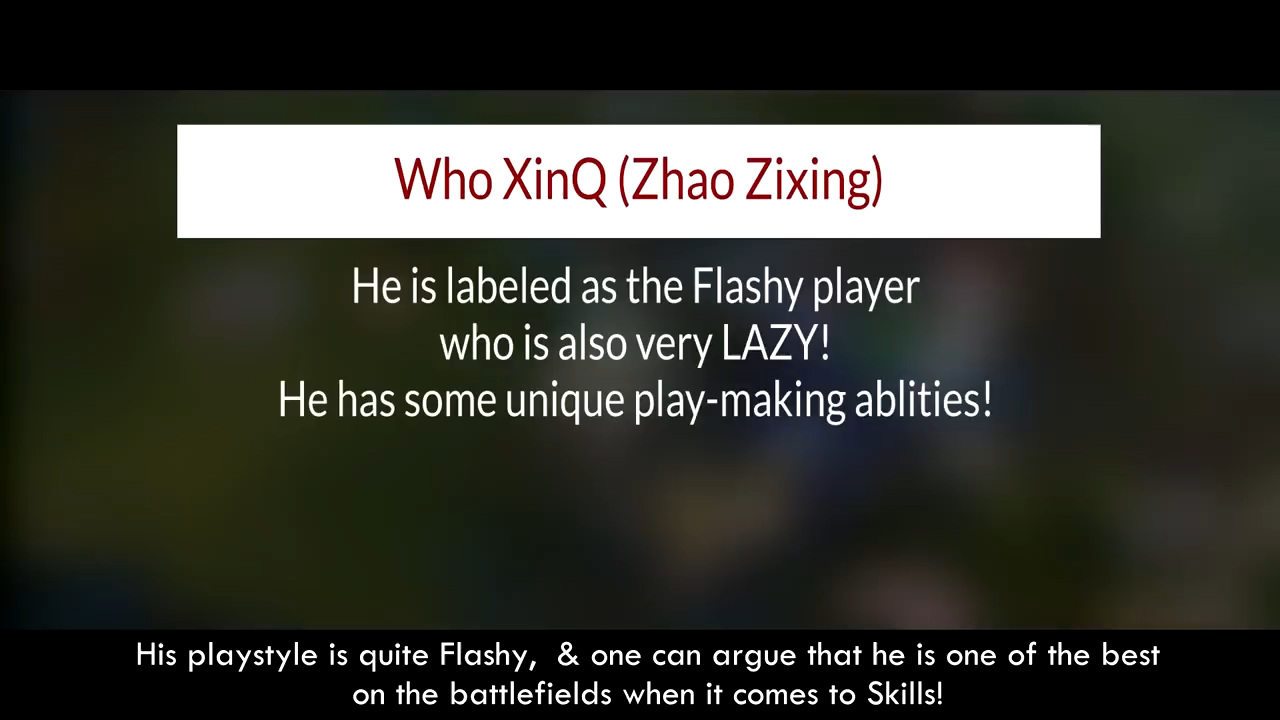 Who XinQ (Zhao Zixing)
He is labeled as the Flashy player
who is also very LAZY!
He has some unique play-making ablities!
His playstyle is quite Flashy, & one can argue that he is one of the best
on the battlefields when it comes to Skills!